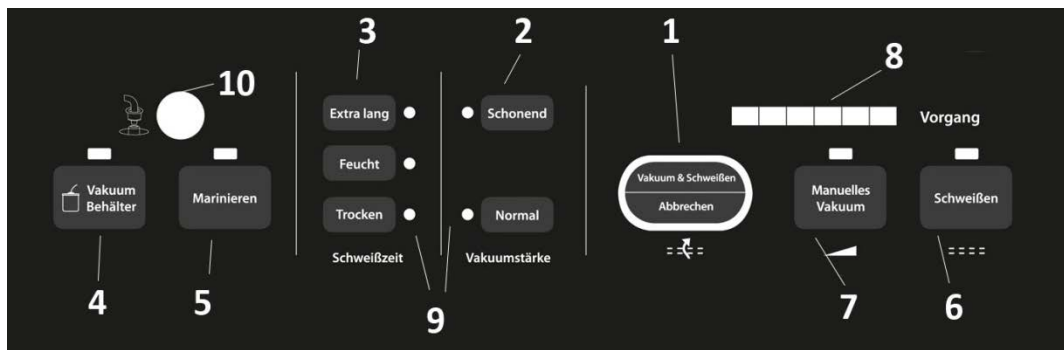 3
2
1
8
10
Extra lang
Schonend
Vorgang
Feucht
Vakuum & Schweißen
Abbrechen
Vakuum
Behälter
Marinieren
Trocken
Normal
Manuelles
Vakuum
Schweißen
Schweißzeit
Vakuumstärke
4
5
9
7
6